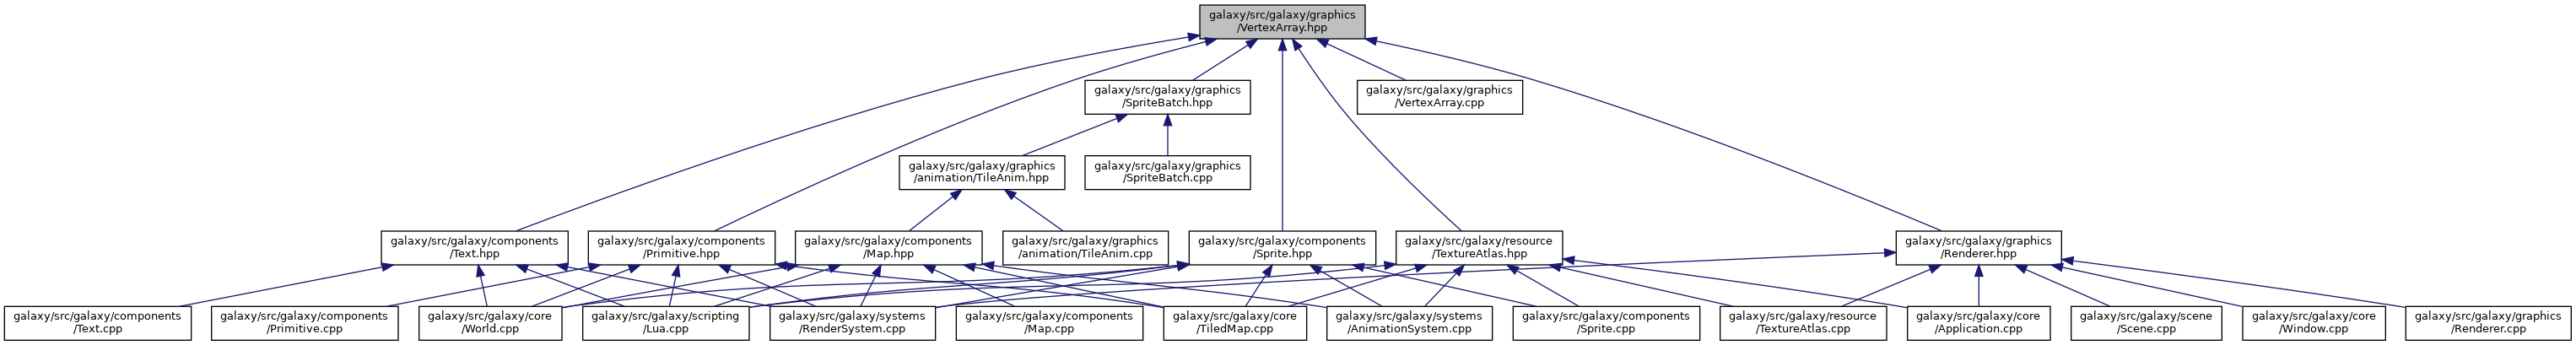 galaxy/src/galaxy/graphics
/VertexArray.hpp
galaxy/src/galaxy/graphics
/SpriteBatch.hpp
galaxy/src/galaxy/graphics
/VertexArray.cpp
galaxy/src/galaxy/graphics
/animation/TileAnim.hpp
galaxy/src/galaxy/graphics
/SpriteBatch.cpp
galaxy/src/galaxy/components
/Text.hpp
galaxy/src/galaxy/components
/Primitive.hpp
galaxy/src/galaxy/components
/Map.hpp
galaxy/src/galaxy/graphics
/animation/TileAnim.cpp
galaxy/src/galaxy/components
/Sprite.hpp
galaxy/src/galaxy/resource
/TextureAtlas.hpp
galaxy/src/galaxy/graphics
/Renderer.hpp
galaxy/src/galaxy/components
/Text.cpp
galaxy/src/galaxy/components
/Primitive.cpp
galaxy/src/galaxy/core
/World.cpp
galaxy/src/galaxy/scripting
/Lua.cpp
galaxy/src/galaxy/systems
/RenderSystem.cpp
galaxy/src/galaxy/components
/Map.cpp
galaxy/src/galaxy/core
/TiledMap.cpp
galaxy/src/galaxy/systems
/AnimationSystem.cpp
galaxy/src/galaxy/components
/Sprite.cpp
galaxy/src/galaxy/resource
/TextureAtlas.cpp
galaxy/src/galaxy/core
/Application.cpp
galaxy/src/galaxy/scene
/Scene.cpp
galaxy/src/galaxy/core
/Window.cpp
galaxy/src/galaxy/graphics
/Renderer.cpp